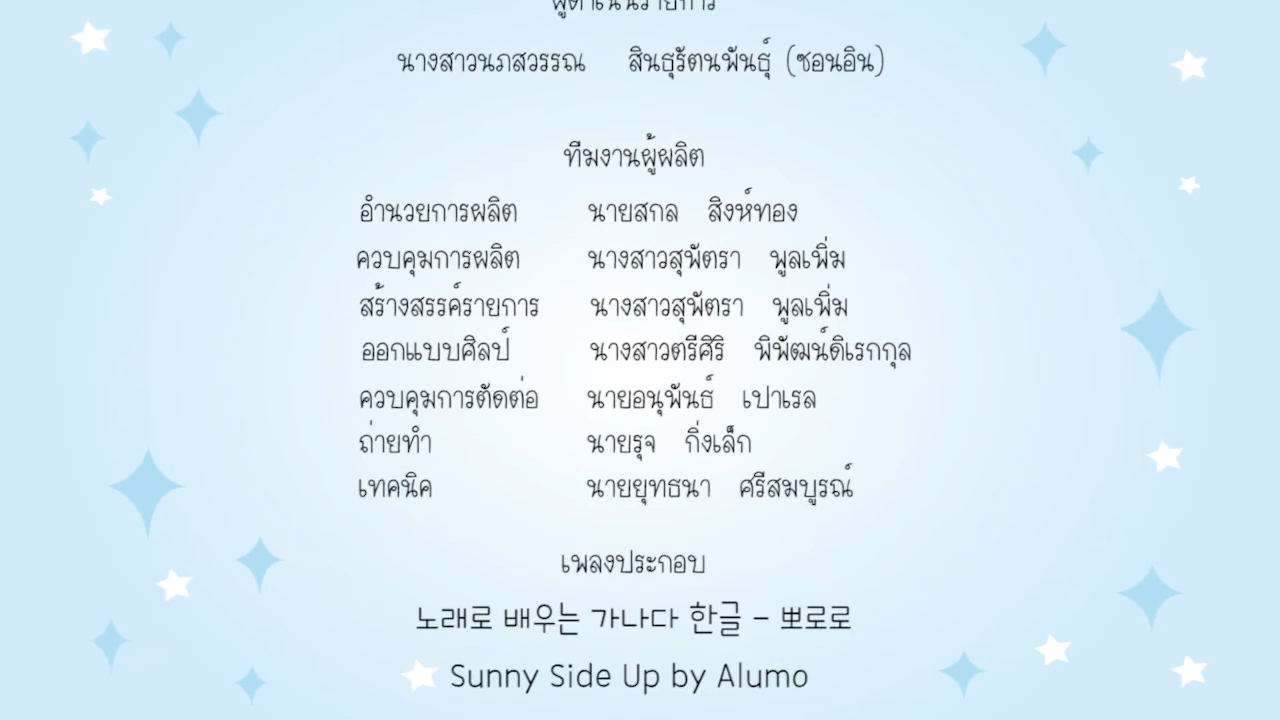 ผู้ดำเนินรายการ
นางสาวนภสวรรณ สินธุรัตนพันธุ์ (ซอนอิน)
ทีมงานผู้ผลิต
อำนวยการผลิต นายสกล สิงห์ทอง
ควบคุมการผลิต นางสาวสุพัตรา พูลเพิ่ม
สร้างสรรค์รายการ นางสาวสุพัตรา พูลเพิ่ม
ออกแบบศิลป์ นางสาวตรีศิริ พิพัฒน์ดิเรกกุล
ควบคุมการตัดต่อ นายอนุพันธ์ เปาเรล
ถ่ายทำ นายรุจ กิ่งเล็ก
เทคนิค นายยุทธนา ศรีสมบูรณ์
เพลงประกอบ
노래로 배우는 가나다 한글 - 뽀로로
Sunny Side Up by Alumo